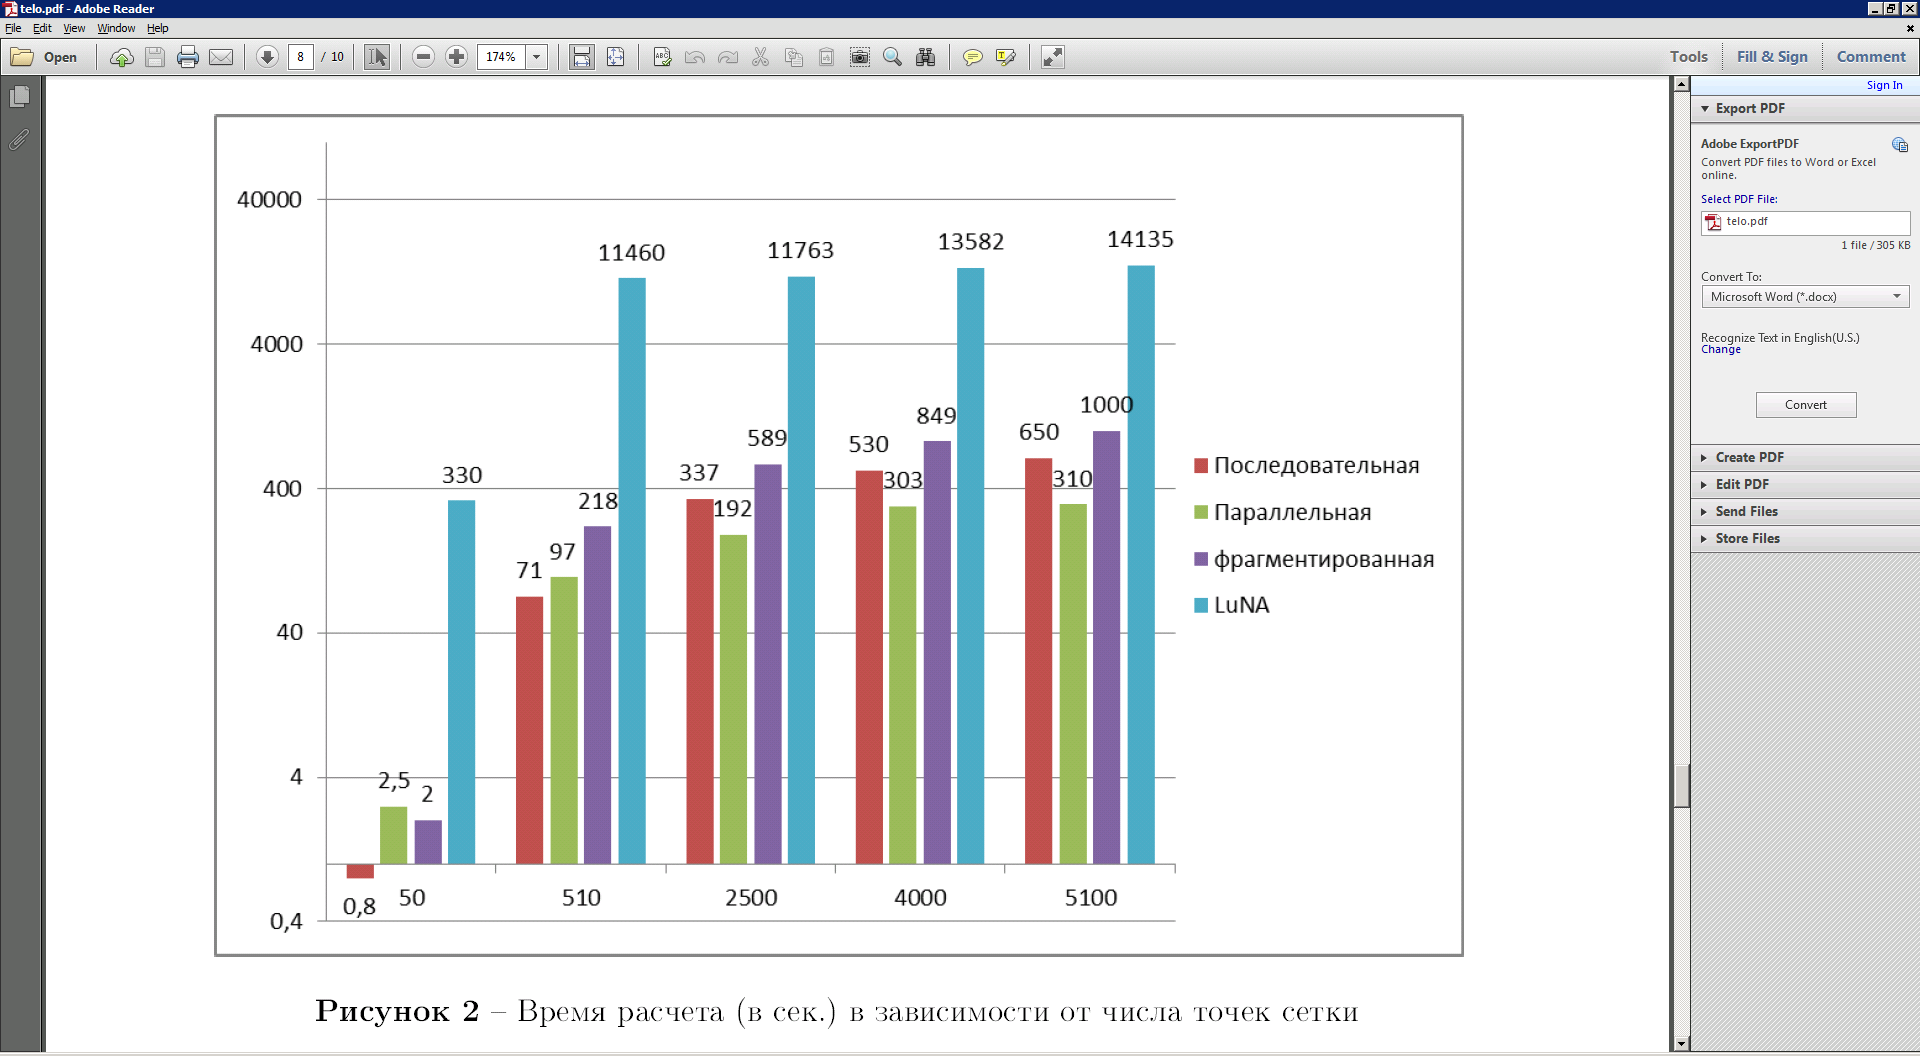 telo.pdf - Adobe Reader
File Edit View Window Help
Open 8 / 10 174% Tools Fill & Sign Comment
Sign In
Export PDF
Adobe ExportPDF
Convert PDF files to Word or Excel
online.
Select PDF File:
telo.pdf
1 file / 305 KB
Convert To:
Microsoft Word (*.docx)
Recognize Text in English(U.S.)
Change
Convert
Create PDF
Edit PDF
Send Files
Store Files
40000
4000
400
40
4
0,4
0,8
2,5
2
330
71
97
218
11460
337
192
589
11763
530
303
849
13582
650
310
1000
14135
50 510 2500 4000 5100
Последовательная
Параллельная
фрагментированная
LuNA
Рисунок 2 – Время расчета (в сек.) в зависимости от числа точек сетки